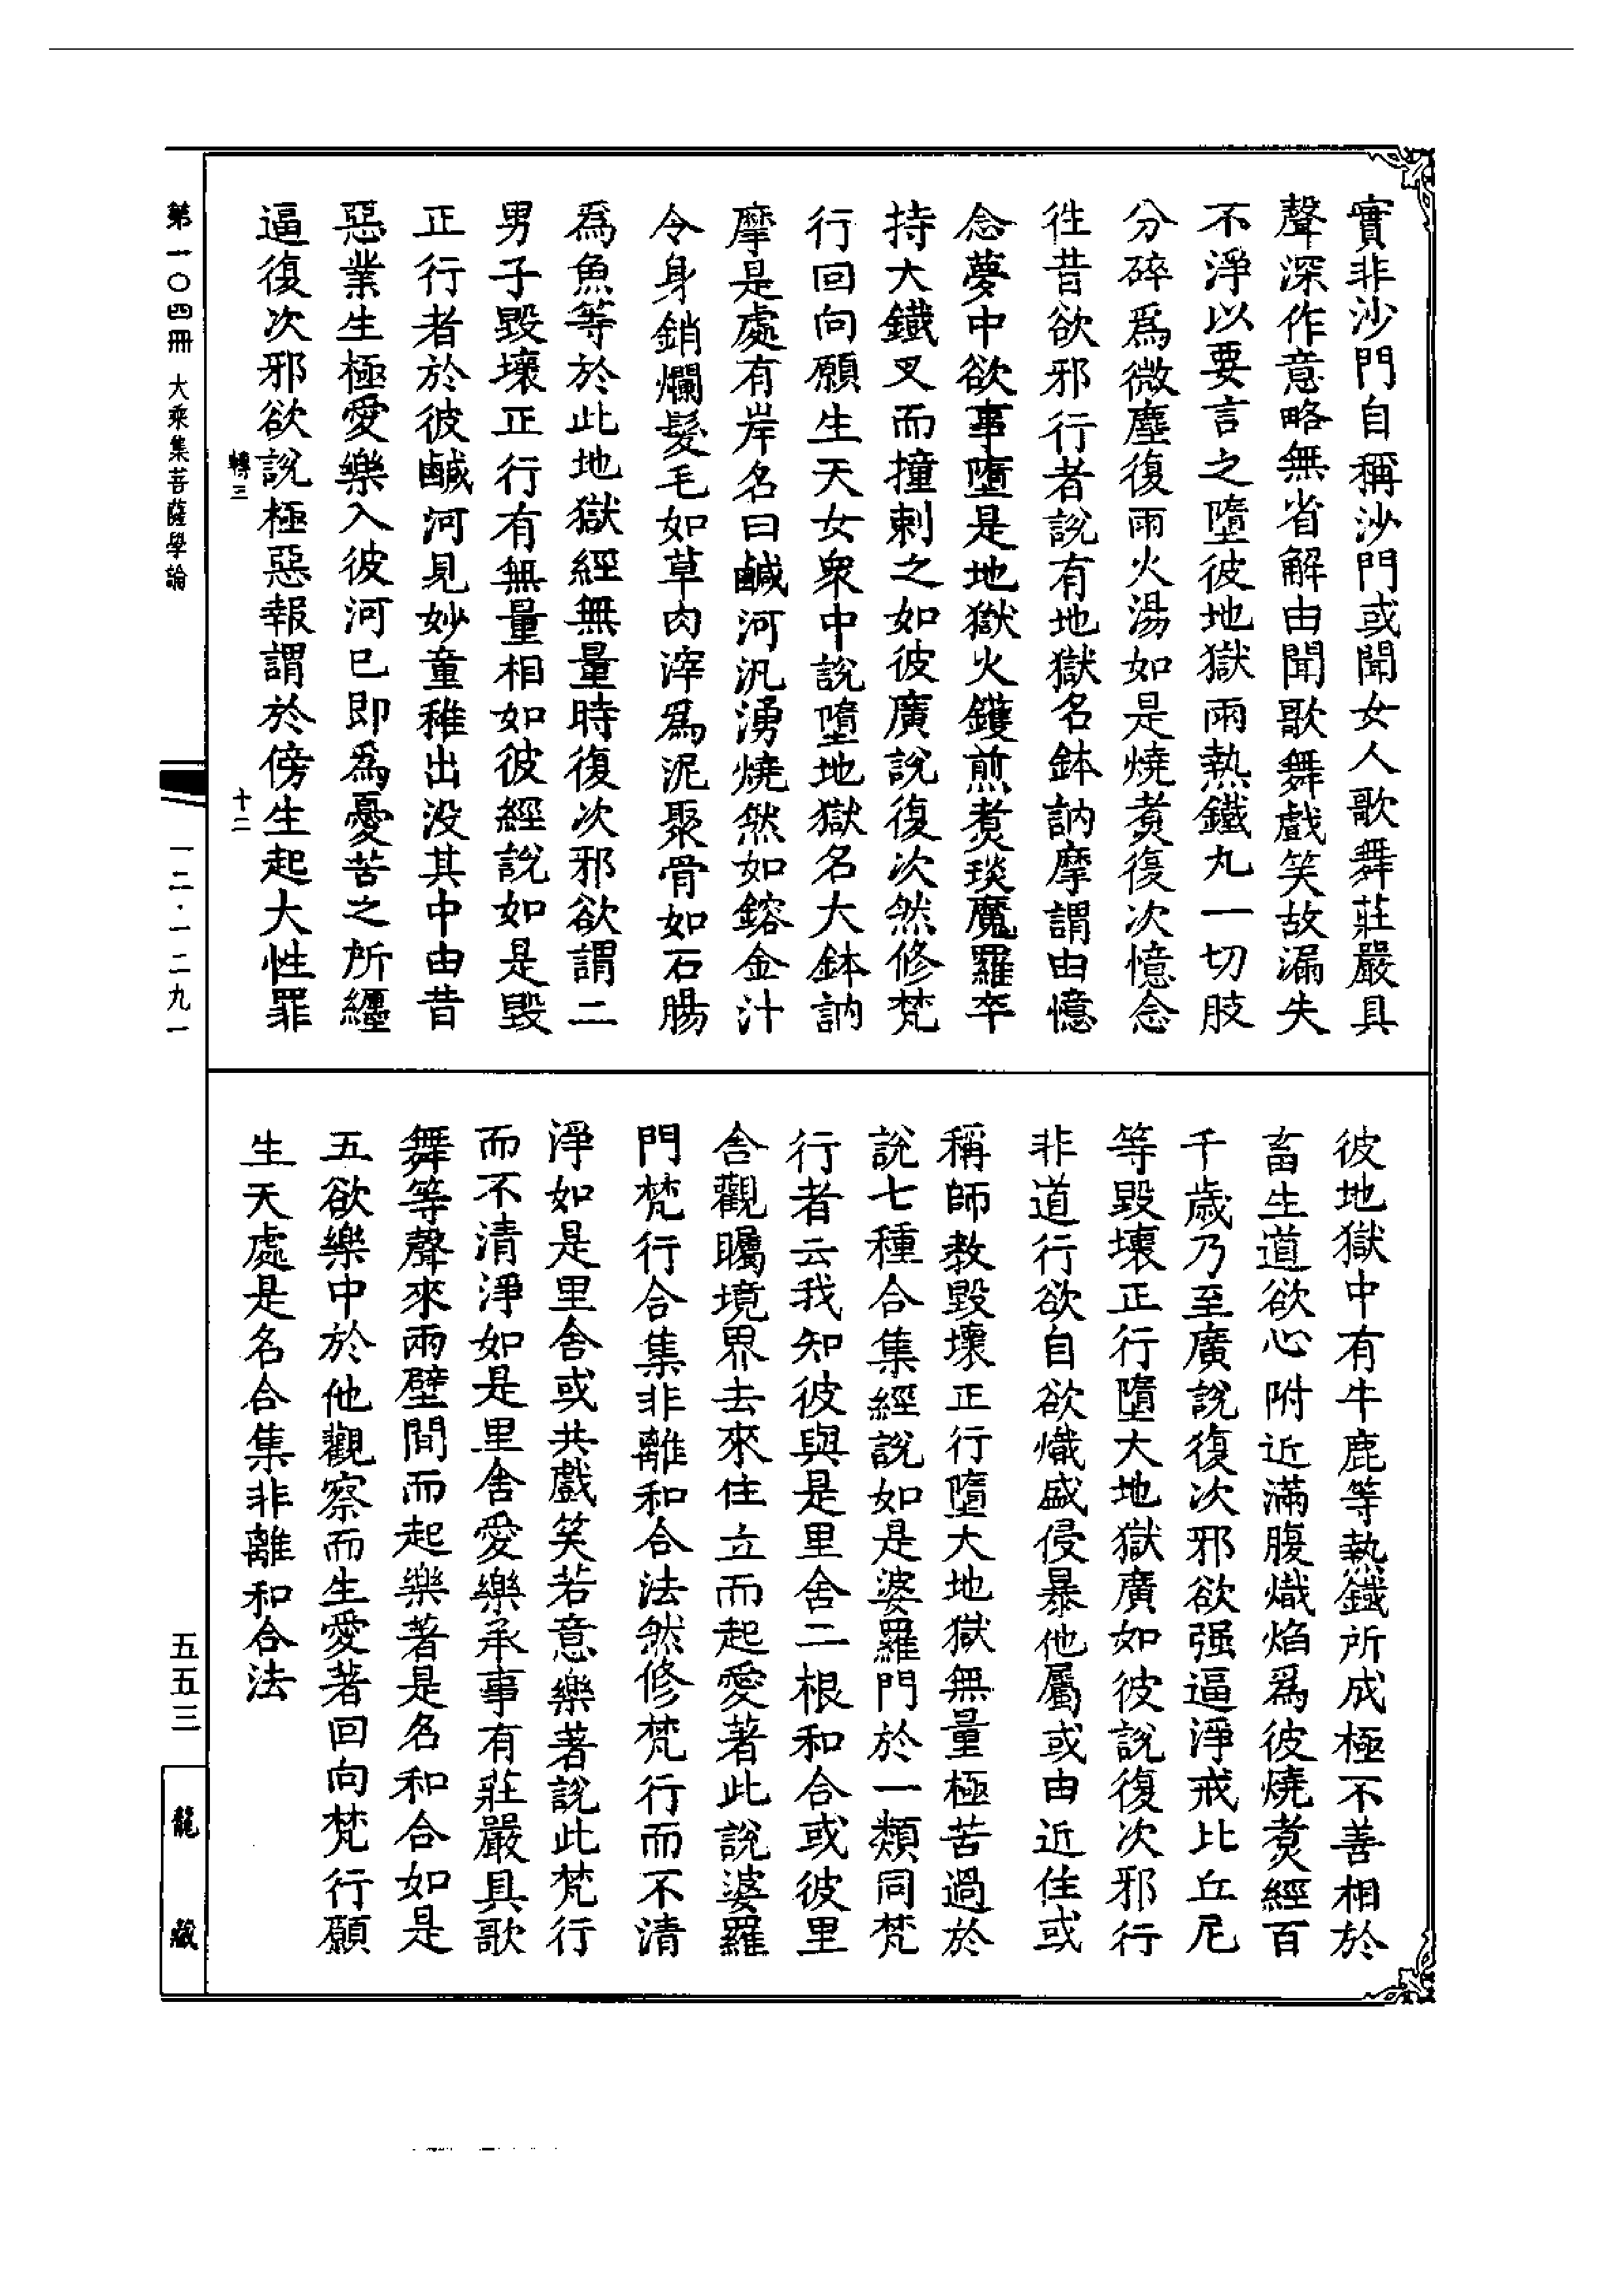 實非沙門自稱沙門或聞女人歌舞莊嚴具
聲深作意略無省解由聞歌舞戲笑故漏失
不淨以要言之墮彼地獄雨熱鐵丸一切肢
分碎爲微塵復雨火湯如是燒煑復次憶念
徃昔欲邪行者說有地獄名鉢訥摩謂由憶
念夢中欲事墮是地獄火鑊煎煑琰魔羅卒
持大鐵叉而撞刺之如彼廣說復次然修梵
行回向願生天女衆中說墮地獄名大鉢訥
摩是處有岸名曰鹹河汎湧燒然如鎔金汁
令身銷爛髮毛如草肉滓爲泥聚骨如石腸
爲魚等於此地獄經無量時復次邪欲謂二
男子毀壞正行有無量相如彼經說如是毀
正行者於彼鹹河見妙童稚出没其中由昔
惡業生極愛樂入彼河已即爲憂苦之所纏
逼復次邪欲說極惡報謂於傍生起大性罪
轉三 十二
彼地獄中有牛鹿等熱鐵所成極不善相於
畜生道欲心附近滿腹熾焰爲彼燒煑經百
千歲乃至廣說復次邪欲强逼淨戒比丘尼
等毀壞正行墮大地獄廣如彼說復次邪行
非道行欲自欲熾盛侵暴他屬或由近住或
稱師教毀壞正行墮大地獄無量極苦過於
說七種合集經說如是婆羅門於一類同梵
行者云我知彼與是里舍二根和合或彼里
舍觀矚境界去來住立而起愛著此說婆羅
門梵行合集非離和合法然修梵行而不清
淨如是里舍或共戲笑若意樂著說此梵行
而不清淨如是里舍愛樂承事有莊嚴具歌
舞等聲來兩壁間而起樂著是名和合如是
五欲樂中於他觀察而生愛著回向梵行願
生天處是名合集非離和合法
第一〇四冊 大乘集菩薩學論 一二·一二九一 五五三 龍藏